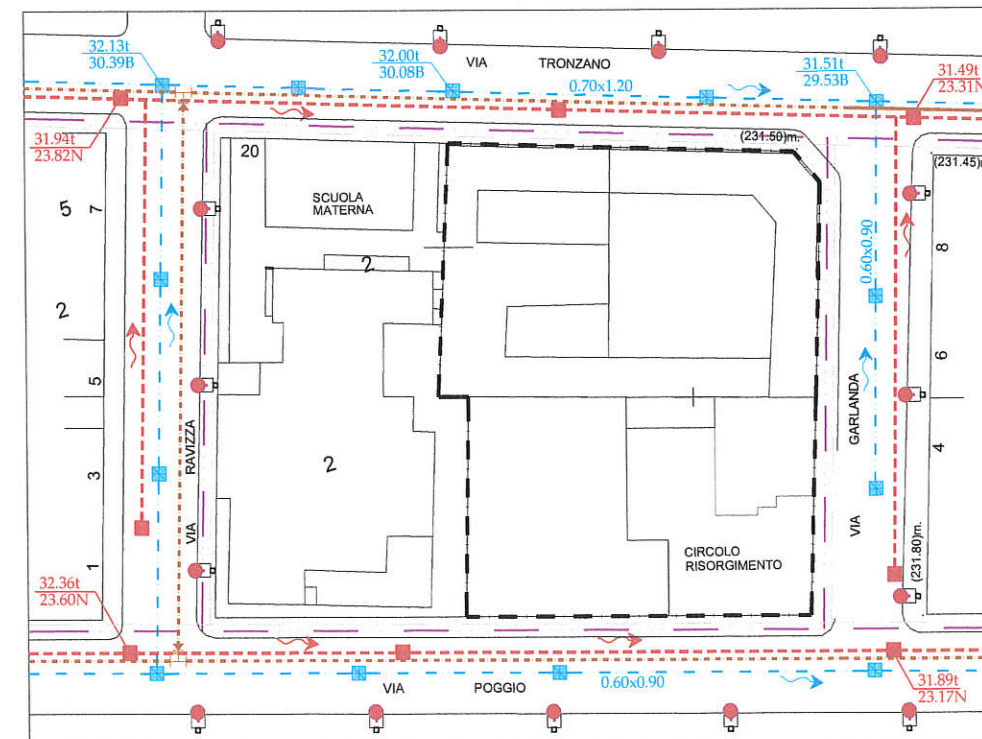 32.13t
30.39B
32.00t
30.08B
VIA TRONZANO
0.70x1.20
31.51t
29.53B
31.49t
23.31N
31.94t
23.82N
20
(231.50)m.
(231.45)
SCUOLA
MATERNA
5
7
2
8
0.60x0.90
2
6
5
VIA RAVIZZA
VIA GARLANDA
2
3
4
1
CIRCOLO
RISORGIMENTO
(231.80)m.
32.36t
23.60N
31.89t
23.17N
VIA POGGIO
0.60x0.90